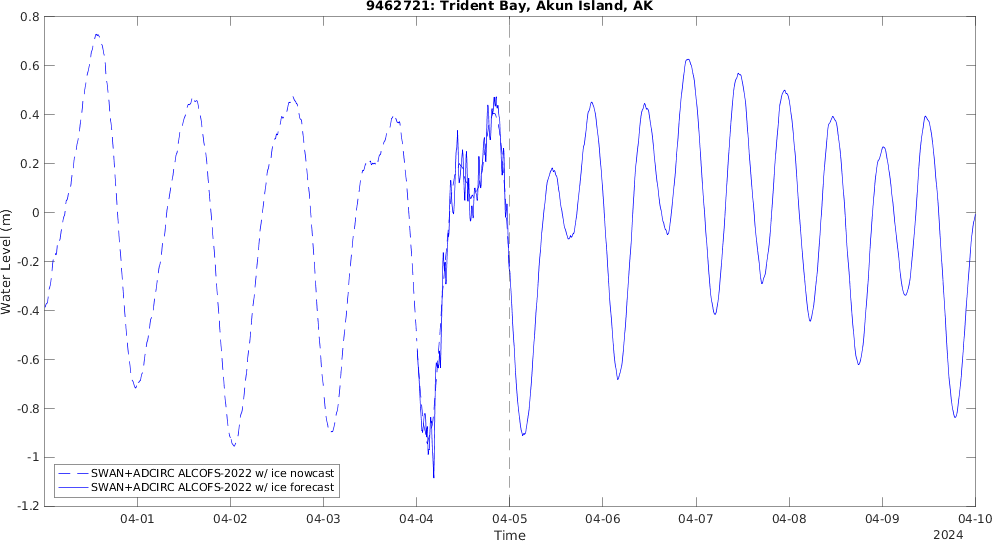 9462721: Trident Bay, Akun Island, AK
0.8
0.6
0.4
0.2
0
-0.2
-0.4
-0.6
-0.8
-1
-1.2
Water Level (m)
SWAN+ADCIRC ALCOFS-2022 w/ ice nowcast
SWAN+ADCIRC ALCOFS-2022 w/ ice forecast
04-01 04-02 04-03 04-04 04-05 04-06 04-07 04-08 04-09 04-10
Time
2024